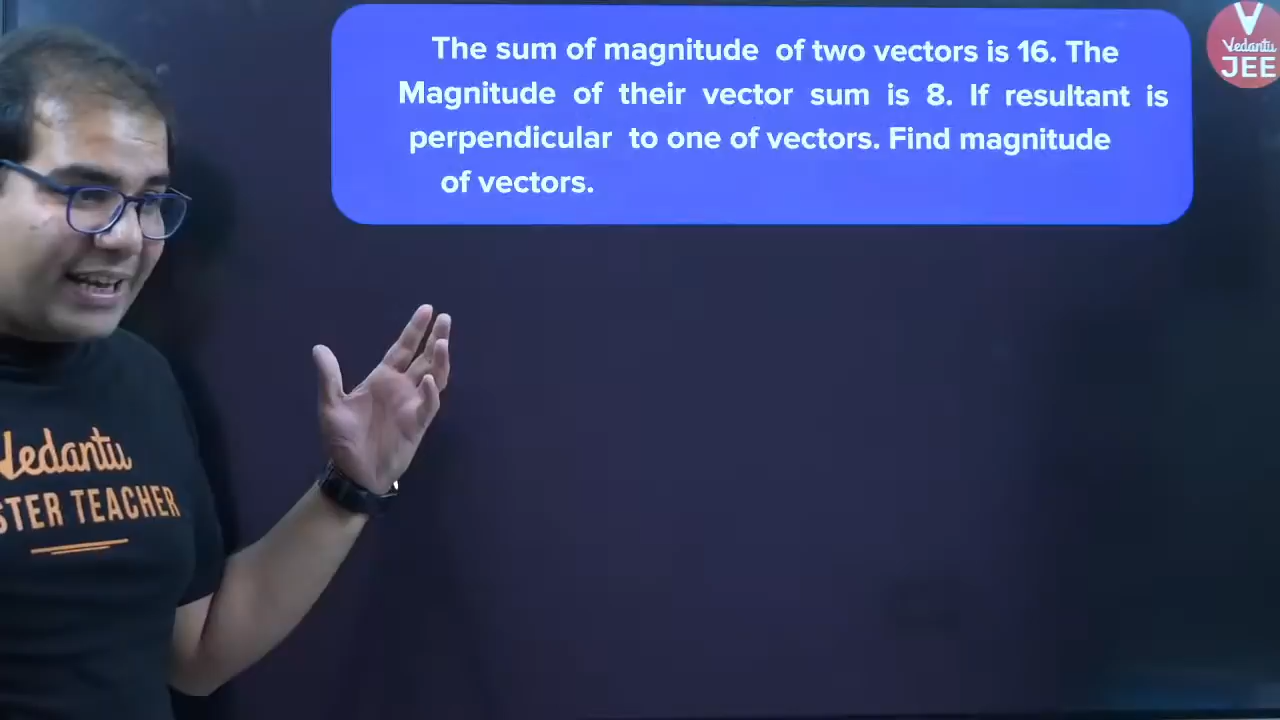 The sum of magnitude of two vectors is 16. The
Magnitude of their vector sum is 8. If resultant is
perpendicular to one of vectors. Find magnitude
of vectors.
V
Vedantu
JEE
Vedantu
STER TEACHER